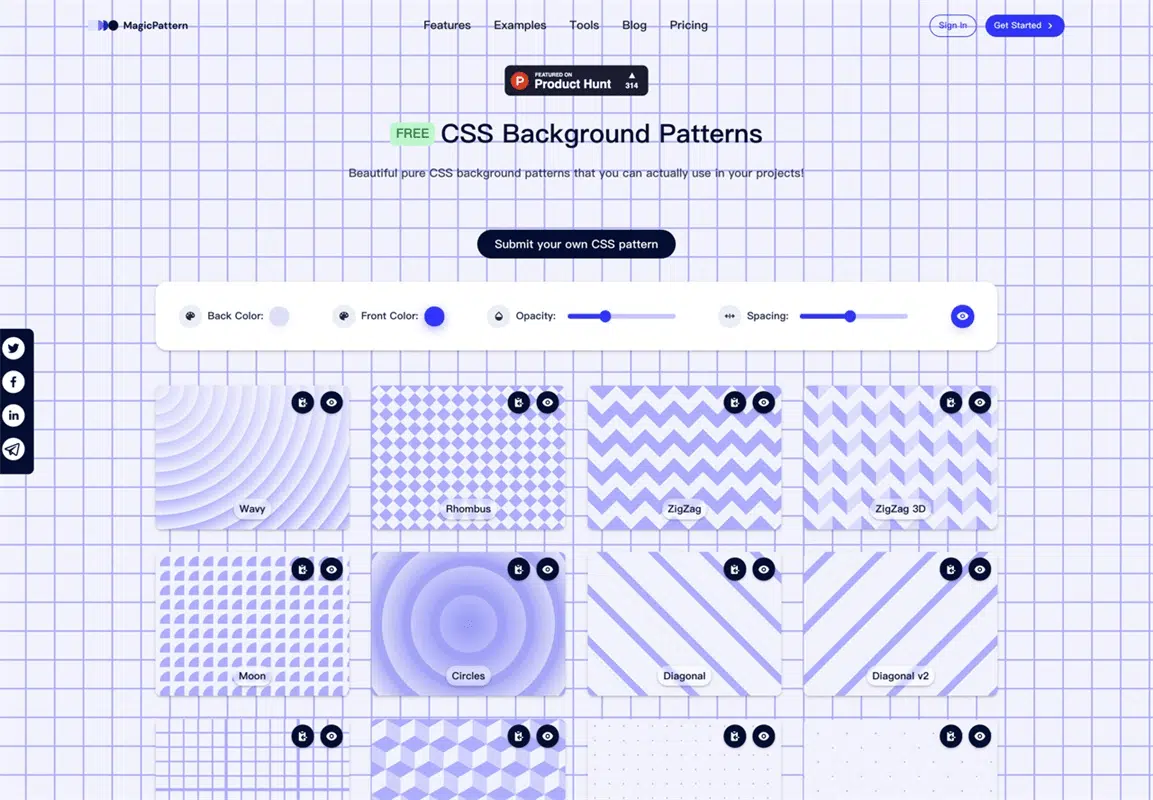 MagicPattern Features Examples Tools Blog Pricing Sign In Get Started
P FEATURED ON
Product Hunt 314
FREE CSS Background Patterns
Beautiful pure CSS background patterns that you can actually use in your projects!
Submit your own CSS pattern
Back Color: Front Color: Opacity: Spacing:
f
in
Wavy Rhombus ZigZag ZigZag 3D
Moon Circles Diagonal Diagonal v2